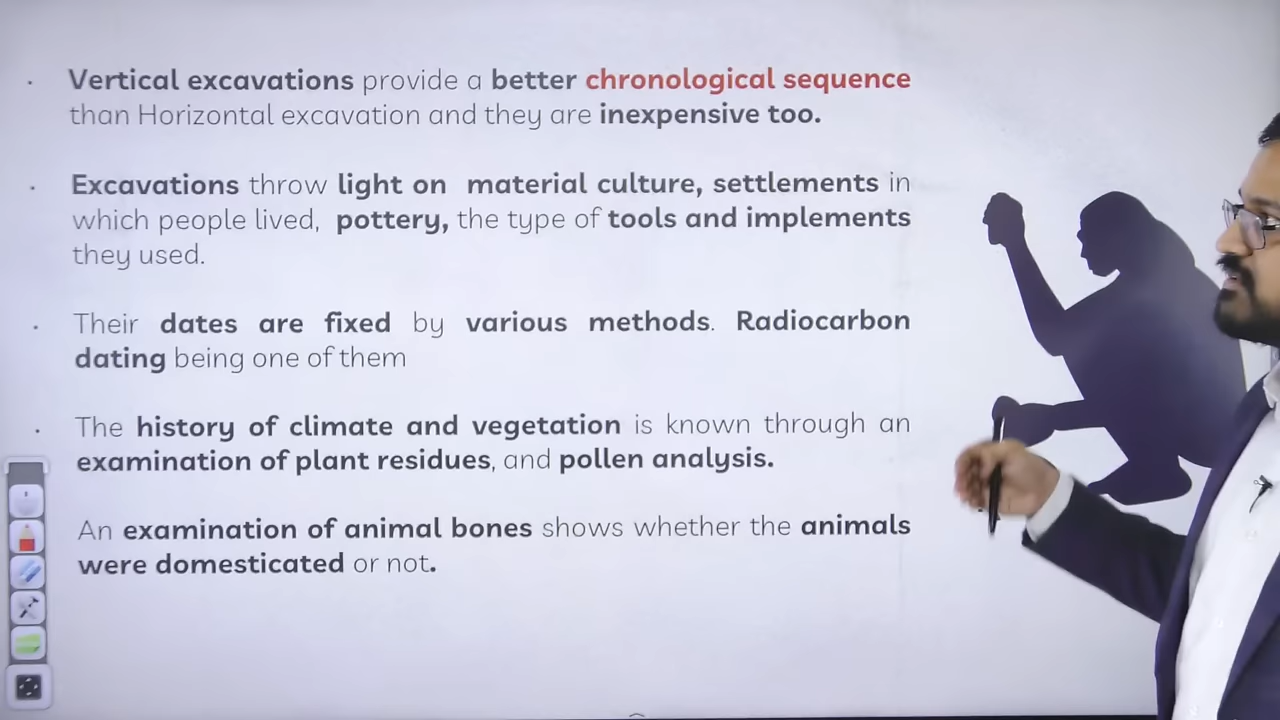 Vertical excavations provide a better chronological sequence
than Horizontal excavation and they are inexpensive too.
Excavations throw light on material culture, settlements in
which people lived, pottery, the type of tools and implements
they used.
Their dates are fixed by various methods. Radiocarbon
dating being one of them
The history of climate and vegetation is known through an
examination of plant residues, and pollen analysis.
An examination of animal bones shows whether the animals
were domesticated or not.